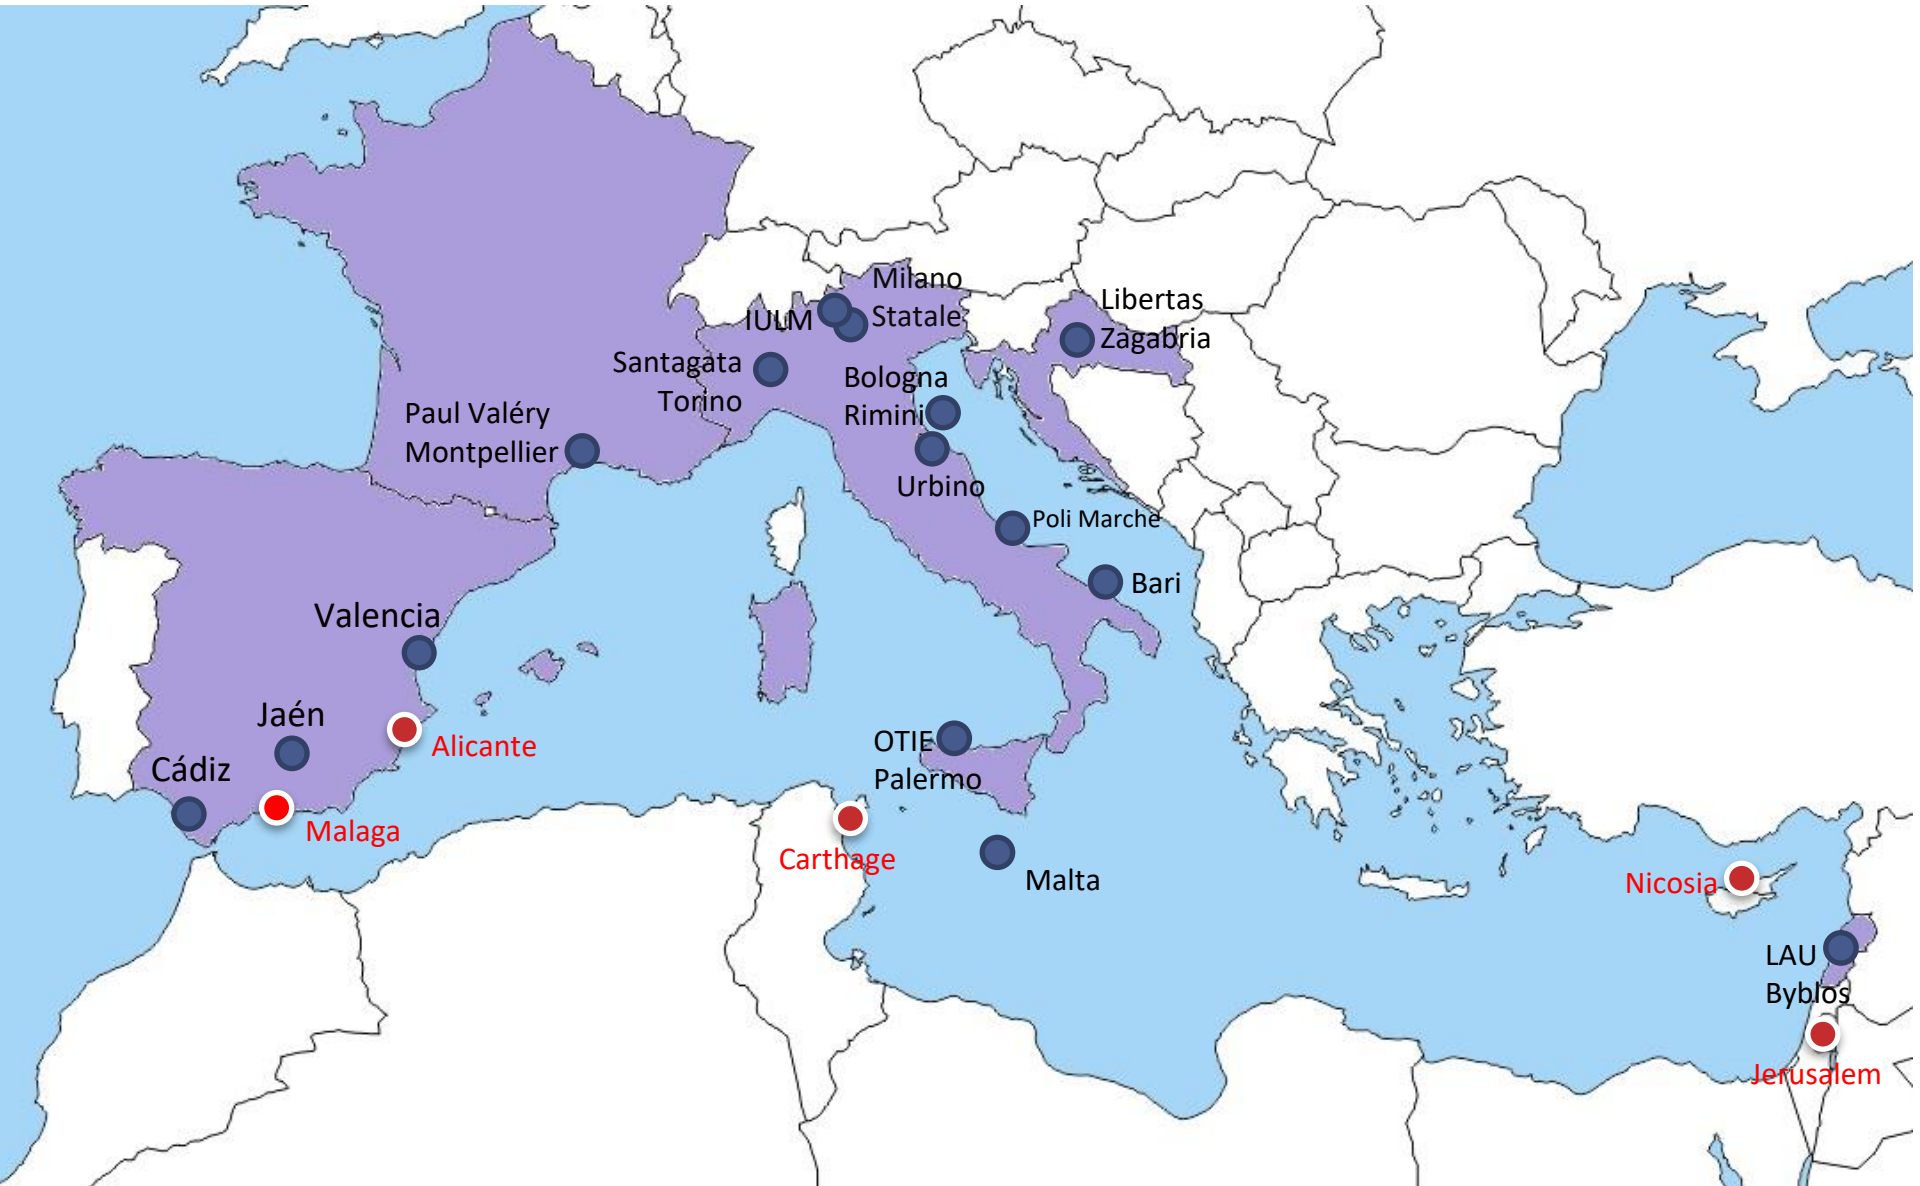 Milano
Statale
IULM
Libertas
Zagabria
Santagata
Torino
Bologna
Rimini
Paul Valéry
Montpellier
Urbino
Poli Marche
Bari
Valencia
Jaén
Alicante
Cádiz
Malaga
OTIE
Palermo
Carthage
Malta
Nicosia
LAU
Byblos
Jerusalem